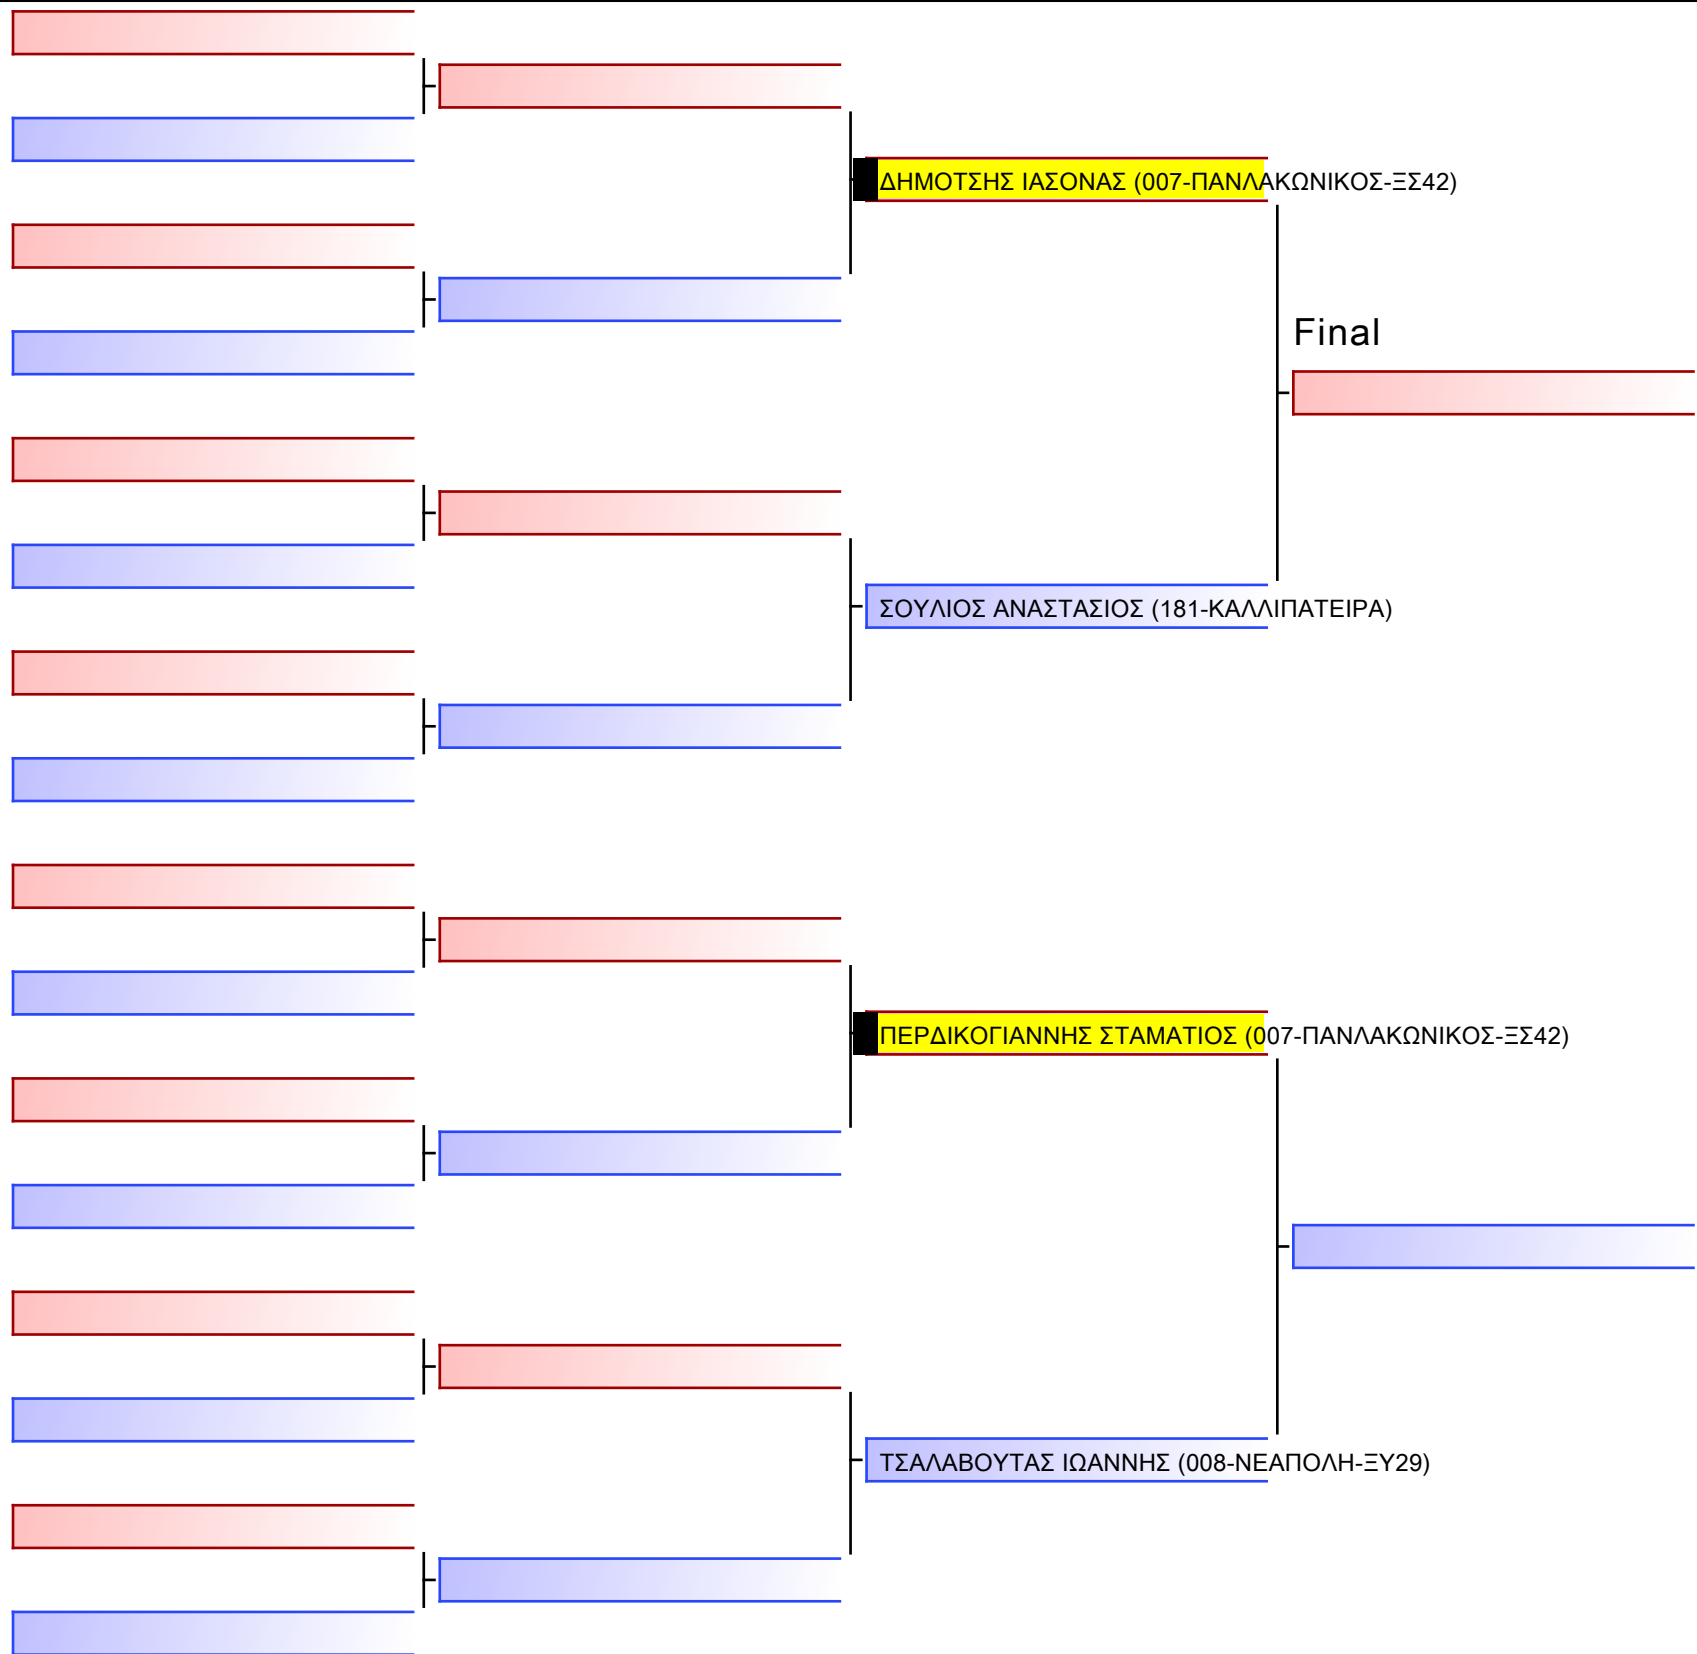 ΔΗΜΟΤΣΗΣ ΙΑΣΟΝΑΣ (007-ΠΑΝΛΑΚΩΝΙΚΟΣ-ΞΣ42)
Final
ΣΟΥΛΙΟΣ ΑΝΑΣΤΑΣΙΟΣ (181-ΚΑΛΛΙΠΑΤΕΙΡΑ)
ΠΕΡΔΙΚΟΓΙΑΝΝΗΣ ΣΤΑΜΑΤΙΟΣ (007-ΠΑΝΛΑΚΩΝΙΚΟΣ-ΞΣ42)
ΤΣΑΛΑΒΟΥΤΑΣ ΙΩΑΝΝΗΣ (008-ΝΕΑΠΟΛΗ-ΞΥ29)